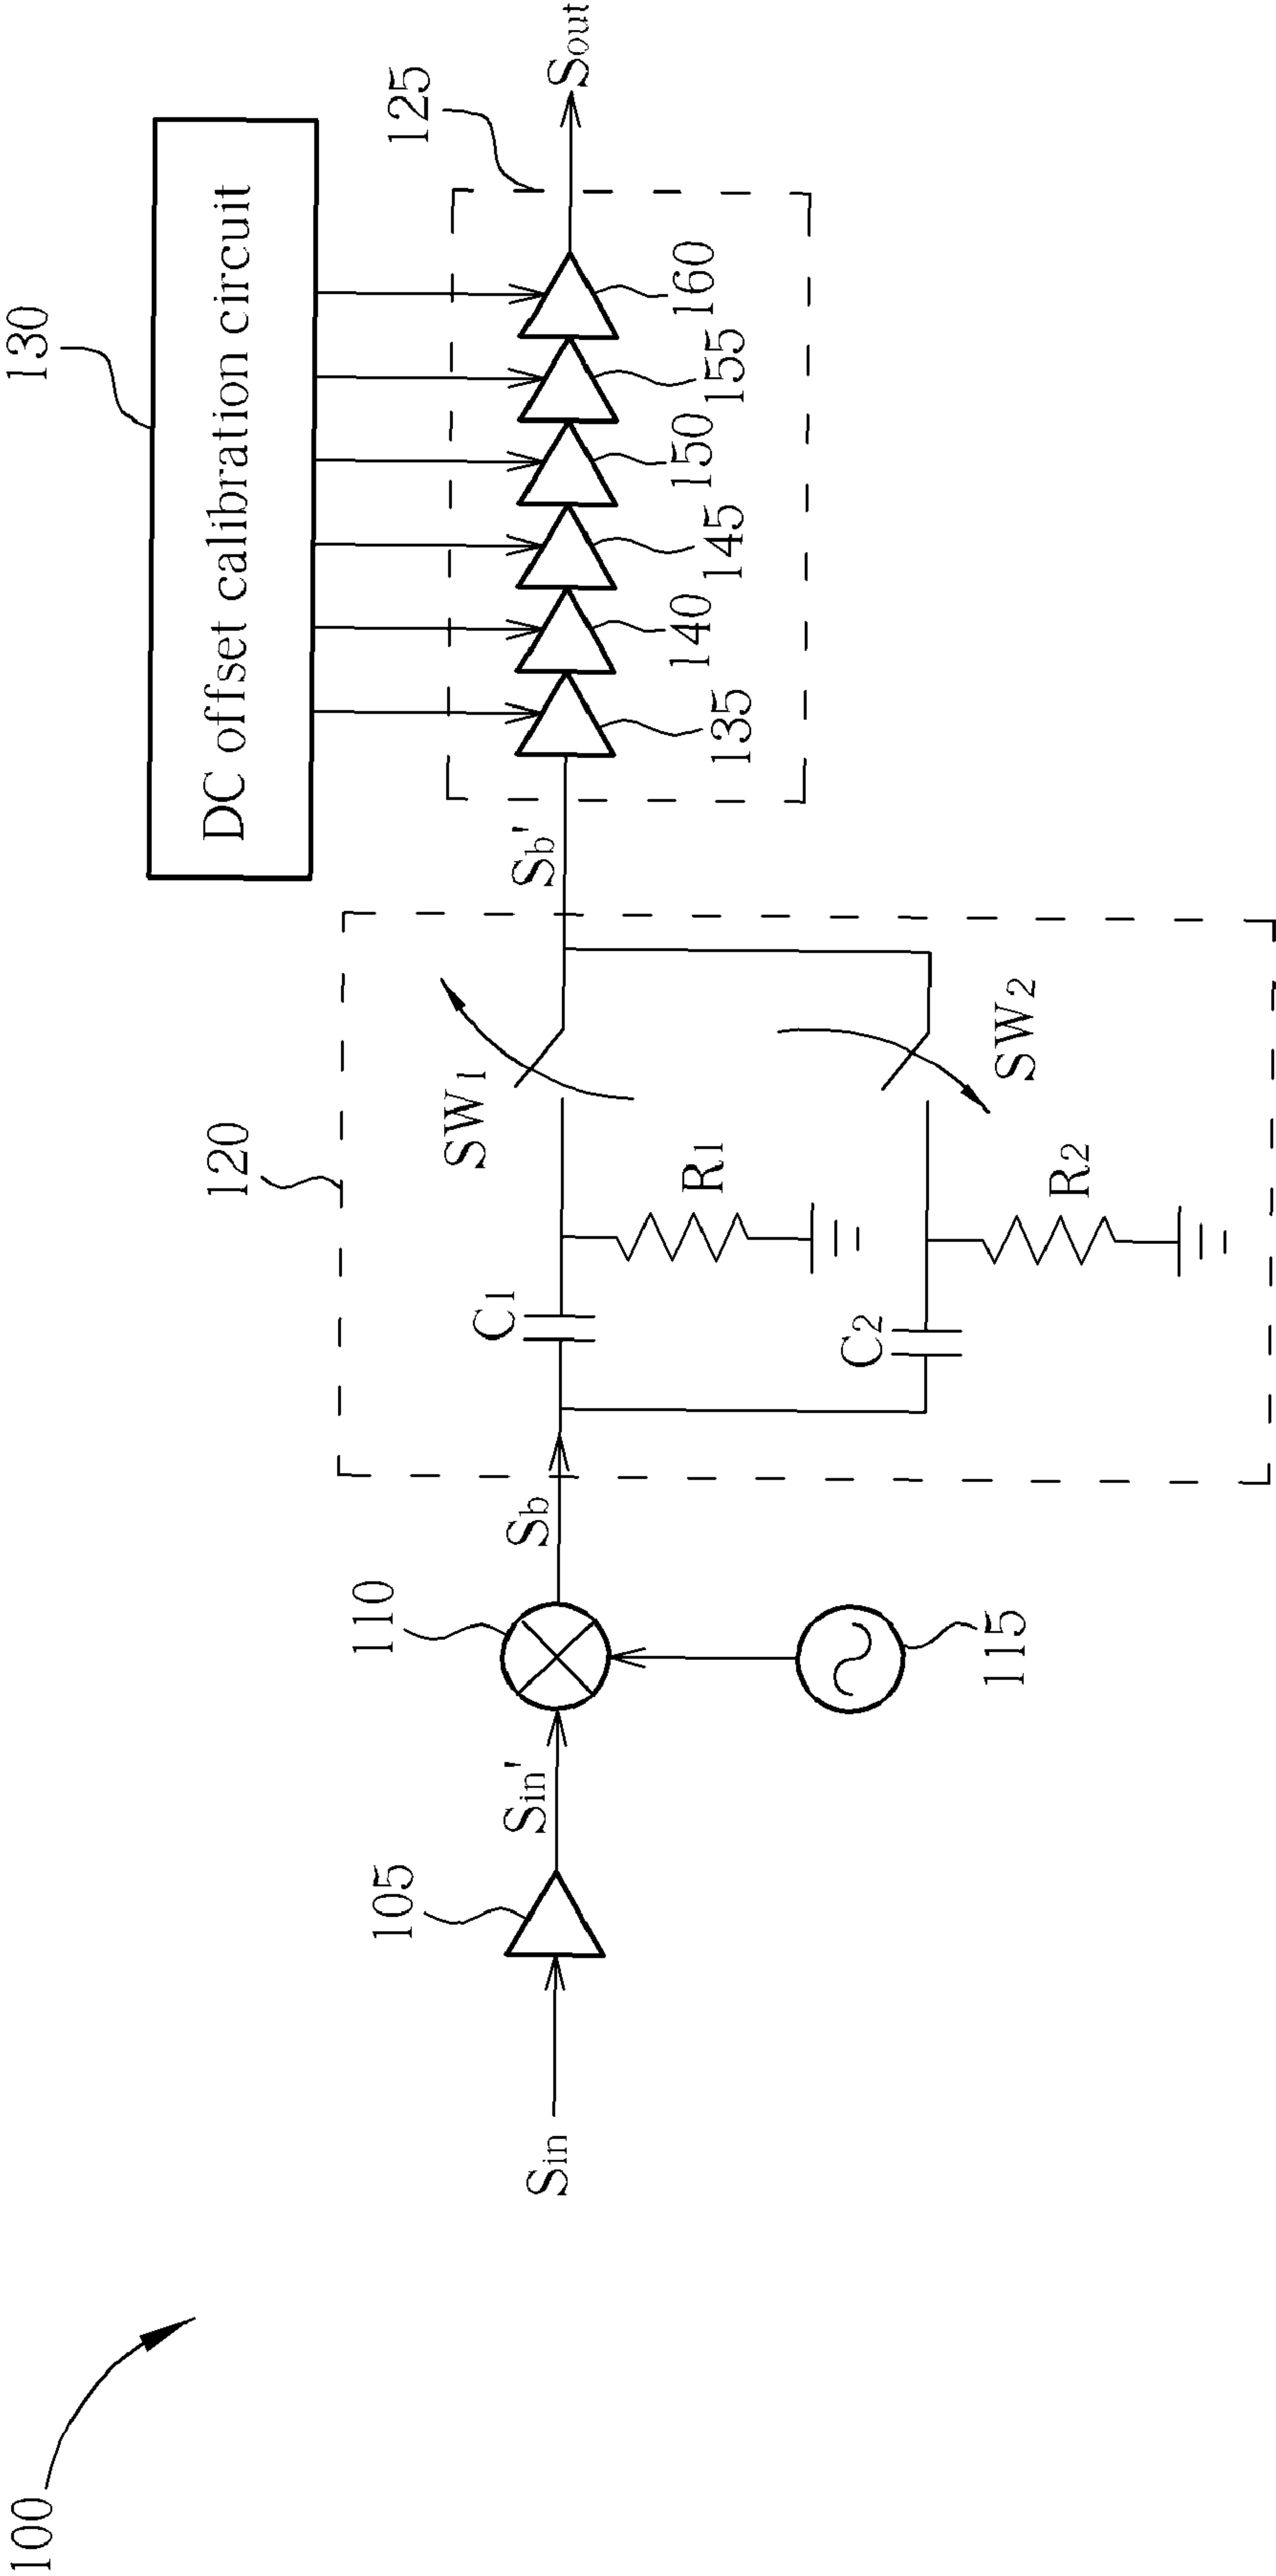 100
130
DC offset calibration circuit
125
Sout
160
155
150
145
140
135
Sb'
120
SW1
SW2
R1
R2
C1
C2
Sb
110
115
Sin'
105
Sin